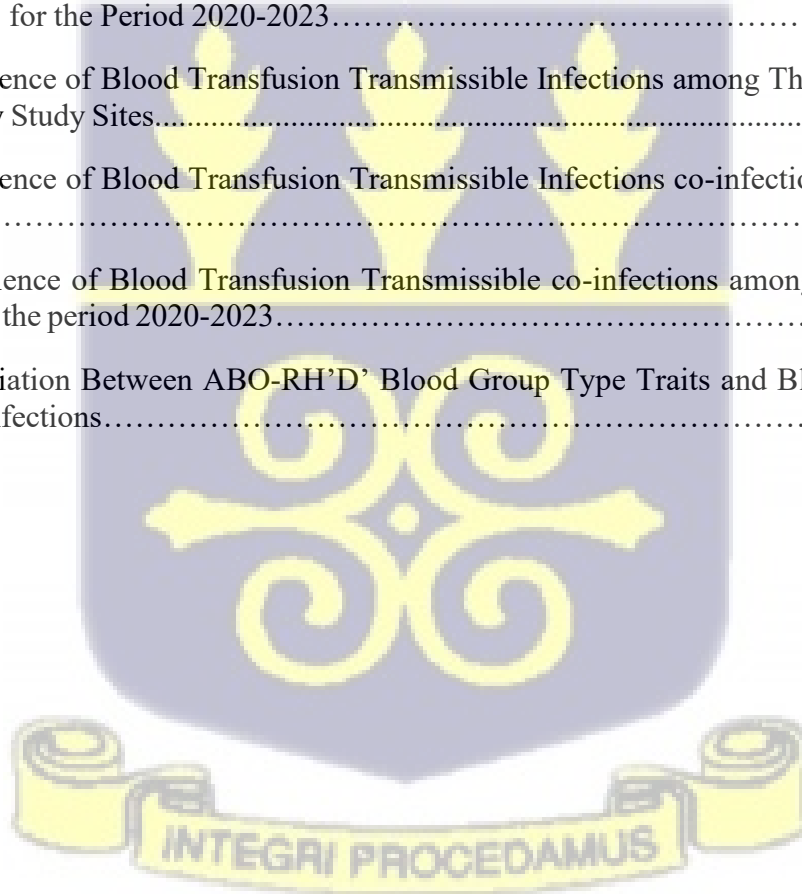 for the Period 2020-2023……………………………………………
ence of Blood Transfusion Transmissible Infections among Th
Study Sites...............................................................................
ence of Blood Transfusion Transmissible Infections co-infectio
……………………………………………………………………………
ence of Blood Transfusion Transmissible co-infections among
the period 2020-2023……………………………………………………
iation Between ABO-RH’D’ Blood Group Type Traits and Bl
fections……………………………………………………………………
INTEGRI PROCEDAMUS